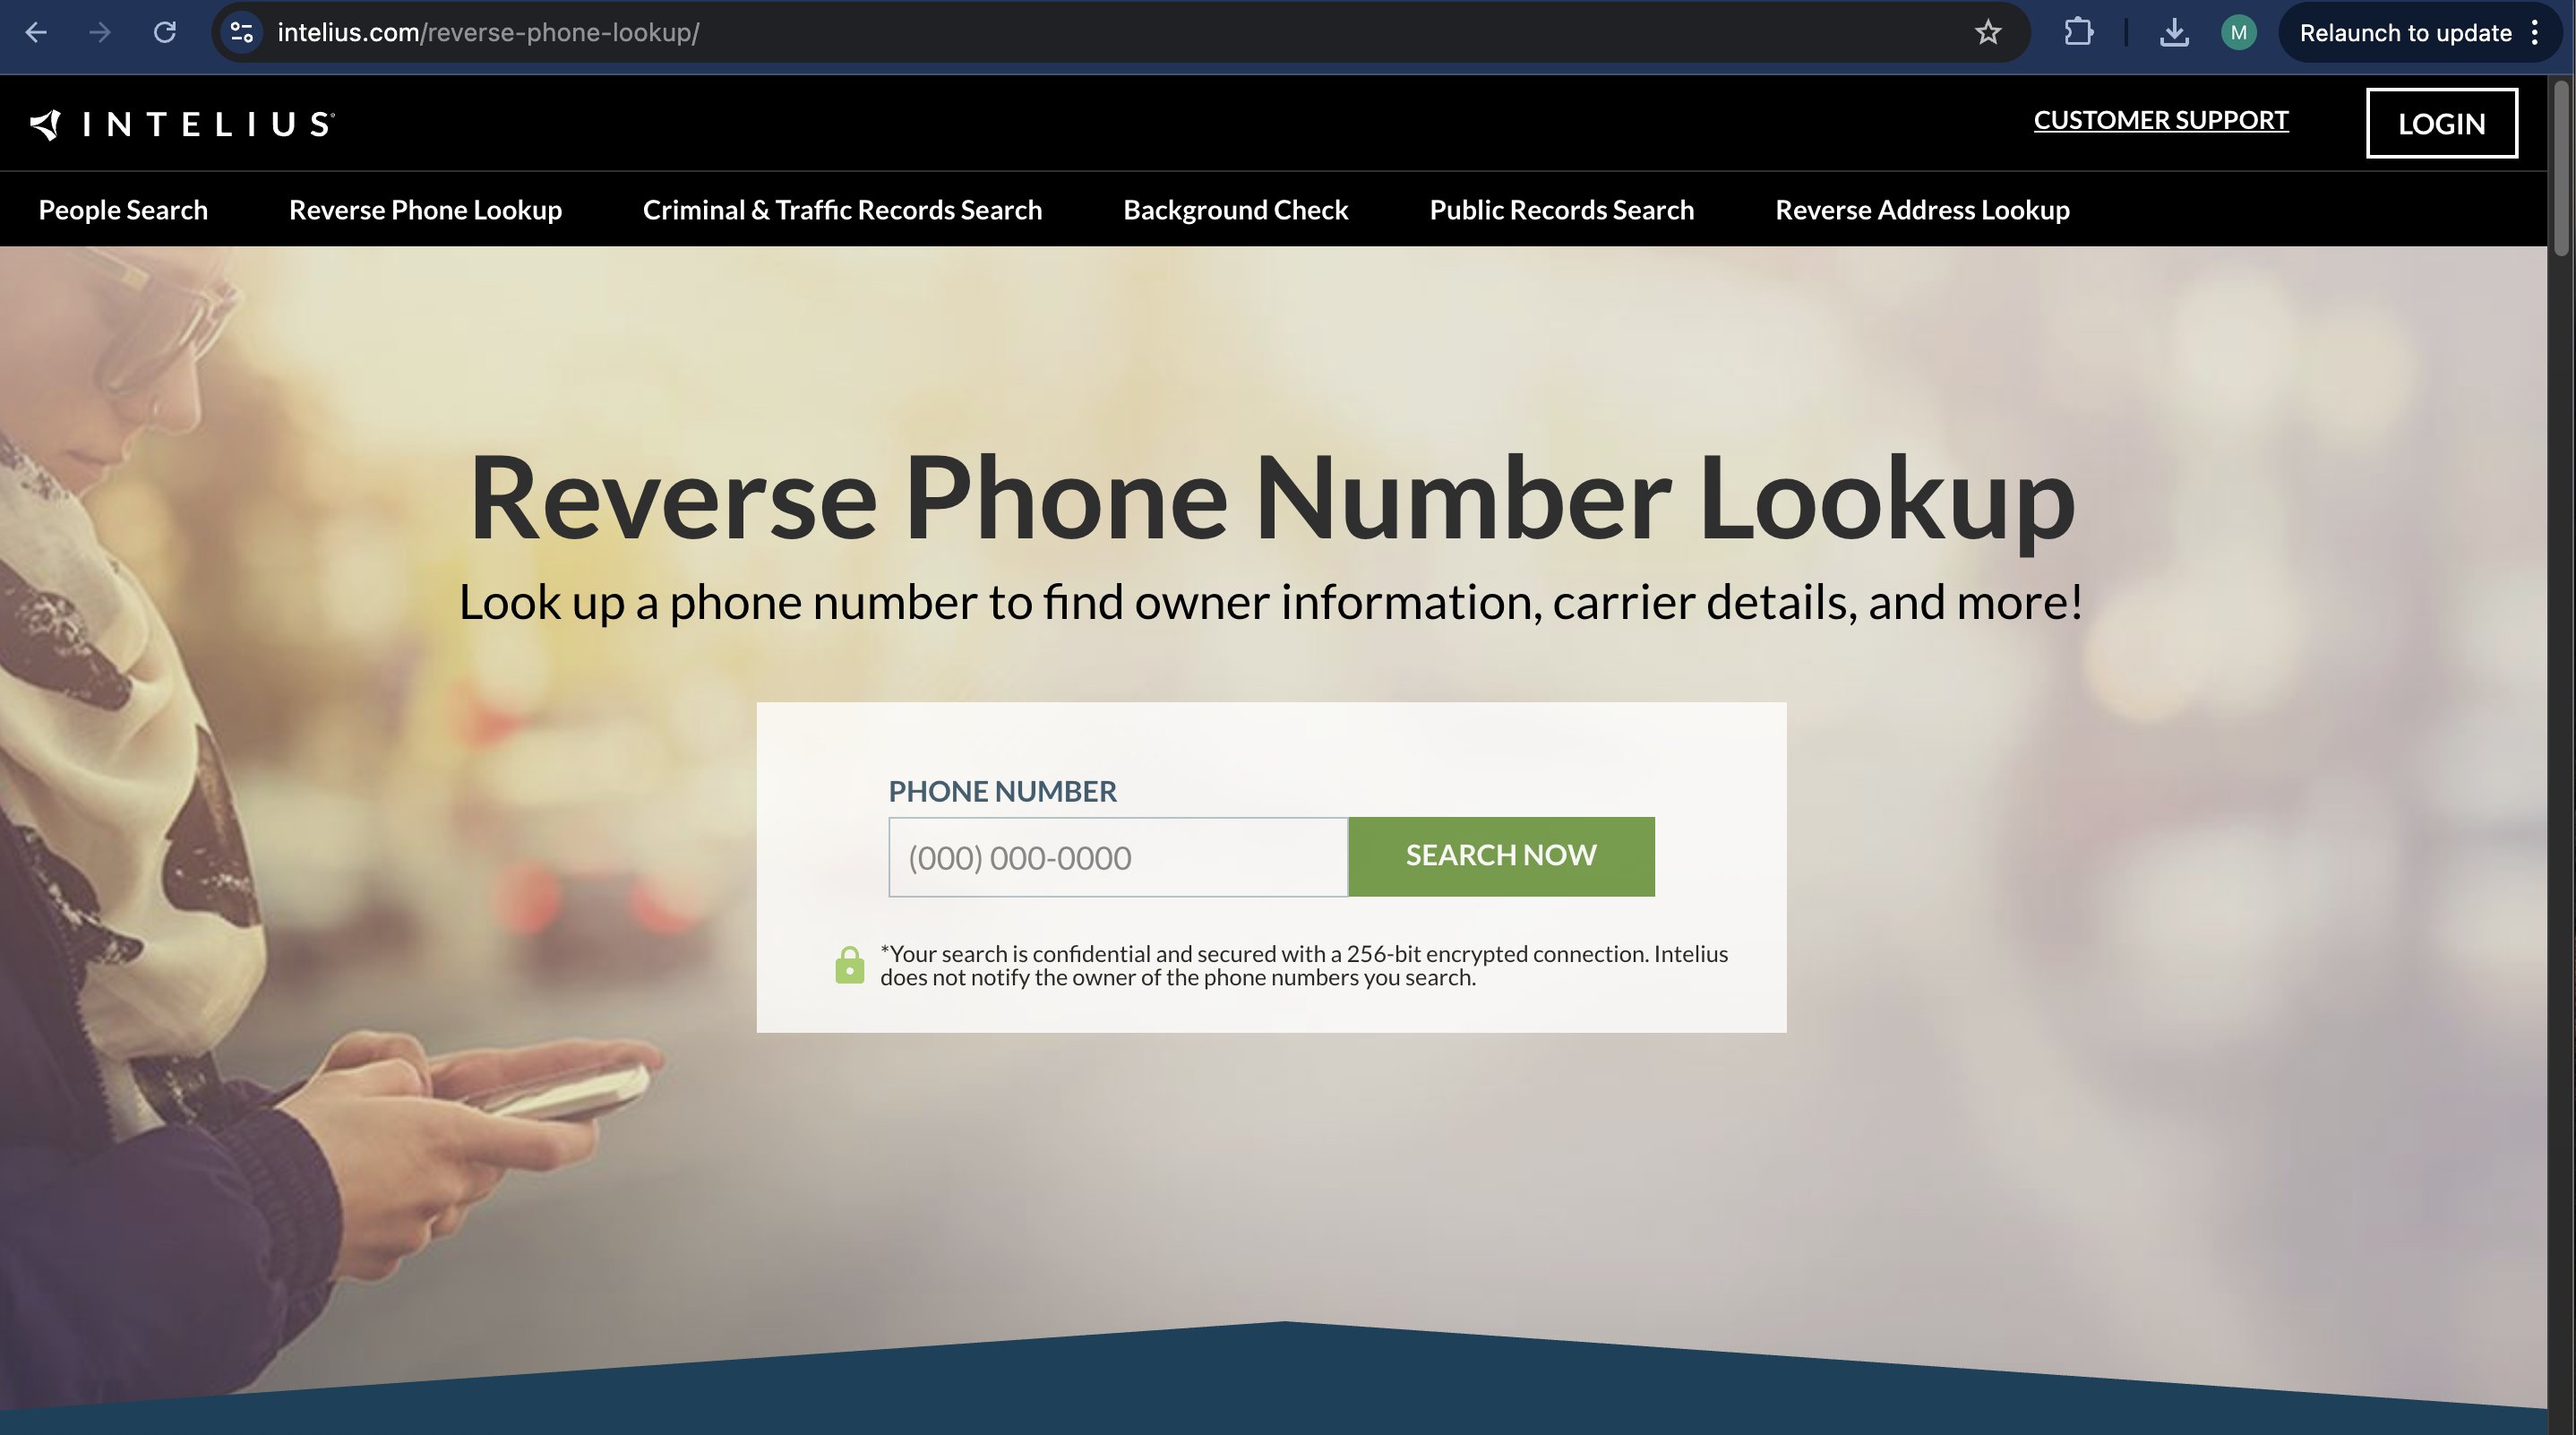 intelius.com/reverse-phone-lookup/
M
Relaunch to update
INTELIUS
CUSTOMER SUPPORT
LOGIN
People Search
Reverse Phone Lookup
Criminal & Traffic Records Search
Background Check
Public Records Search
Reverse Address Lookup
Reverse Phone Number Lookup
Look up a phone number to find owner information, carrier details, and more!
PHONE NUMBER
(000) 000-0000
SEARCH NOW
*Your search is confidential and secured with a 256-bit encrypted connection. Intelius
does not notify the owner of the phone numbers you search.